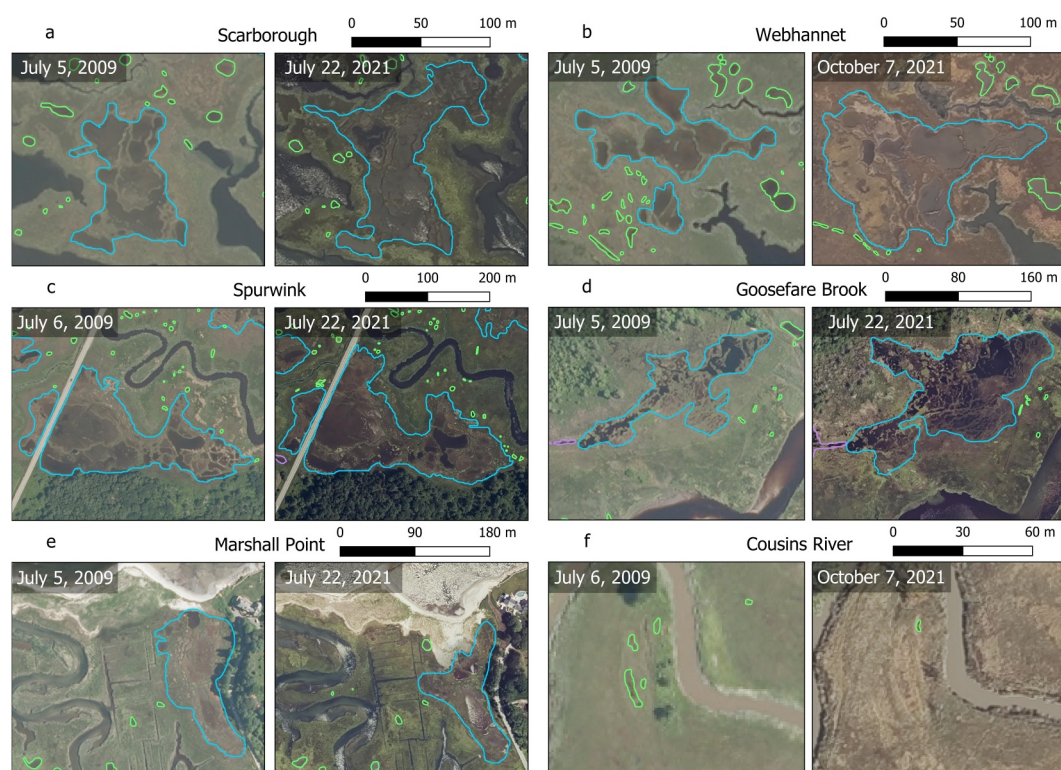 a Scarborough 0 50 100 m
July 5, 2009 July 22, 2021
b Webhannet 0 50 100 m
July 5, 2009 October 7, 2021
c Spurwink 0 100 200 m
July 6, 2009 July 22, 2021
d Goosefare Brook 0 80 160 m
July 5, 2009 July 22, 2021
e Marshall Point 0 90 180 m
July 5, 2009 July 22, 2021
f Cousins River 0 30 60 m
July 6, 2009 October 7, 2021